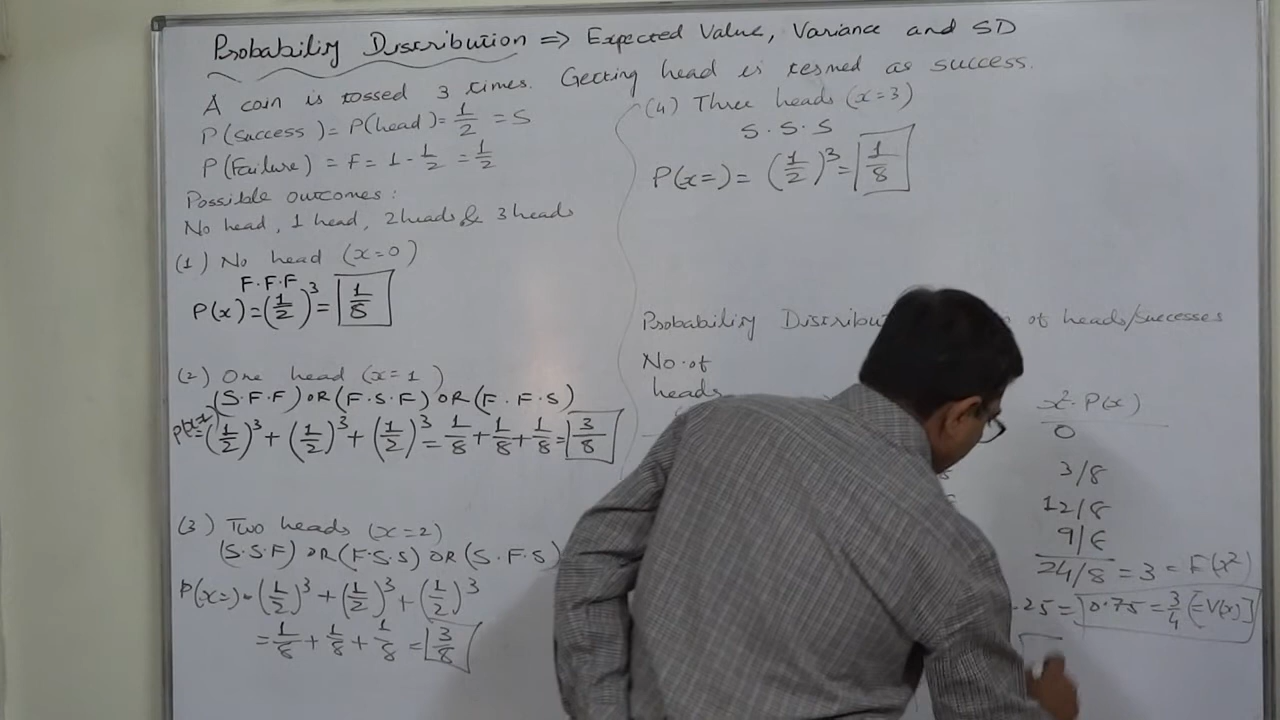 Probability Distribution => Expected Value, Variance and SD
A coin is tossed 3 times. Getting head is termed as success.
P(success) = P(head) = 1/2 = S
P(Failure) = F = 1 - 1/2 = 1/2
Possible outcomes:
No head, 1 head, 2 heads & 3 heads
(1) No head (x=0)
F.F.F
P(x) = (1/2)^3 = 1/8
(2) One head (x=1)
(S.F.F) OR (F.S.F) OR (F.F.S)
P(x=1) = (1/2)^3 + (1/2)^3 + (1/2)^3 = 1/8 + 1/8 + 1/8 = 3/8
(3) Two heads (x=2)
(S.S.F) OR (F.S.S) OR (S.F.S)
P(x=) = (1/2)^3 + (1/2)^3 + (1/2)^3
= 1/8 + 1/8 + 1/8 = 3/8
(4) Three heads (x=3)
S.S.S
P(x=) = (1/2)^3 = 1/8
Probability of heads/successes
No. of
heads
x². P(x)
0
3/8
12/8
24/8 = 3 = E(x²)
.25 = 0.75 = 3/4 [=V(x)]